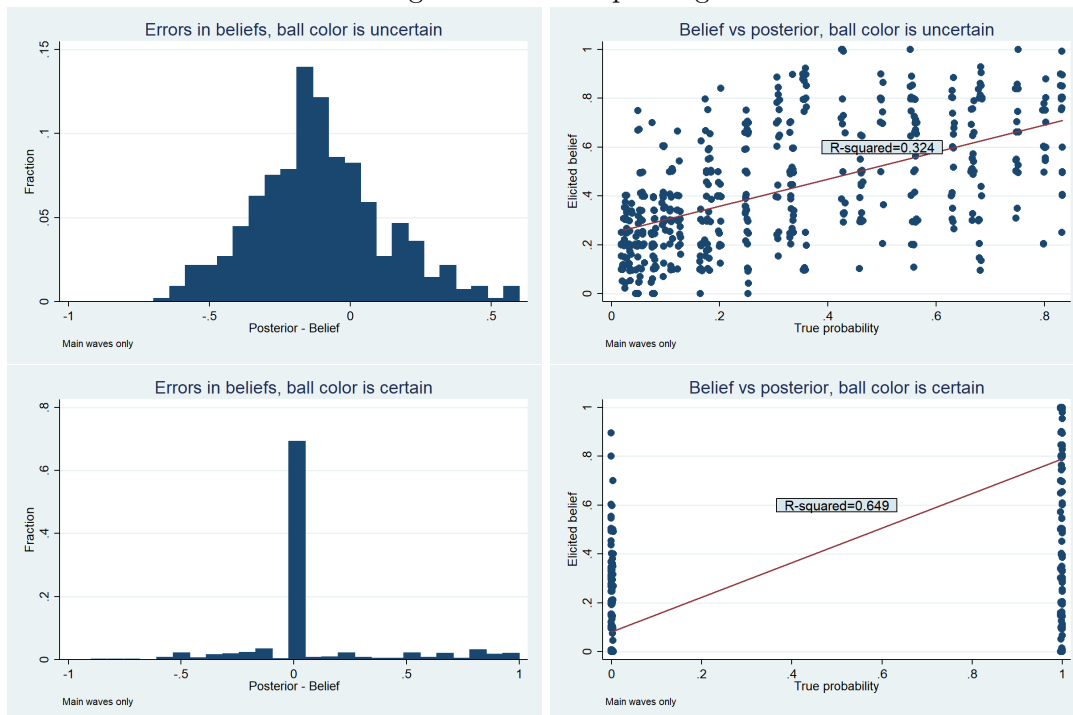 Errors in beliefs, ball color is uncertain
Fraction
.15
.1
.05
0
-1
-.5
0
.5
Posterior - Belief
Main waves only
Belief vs posterior, ball color is uncertain
Elicited belief
1
.8
.6
.4
.2
0
R-squared=0.324
0
.2
.4
.6
.8
True probability
Main waves only
Errors in beliefs, ball color is certain
Fraction
.8
.6
.4
.2
0
-1
-.5
0
.5
1
Posterior - Belief
Main waves only
Belief vs posterior, ball color is certain
Elicited belief
1
.8
.6
.4
.2
0
R-squared=0.649
0
.2
.4
.6
.8
1
True probability
Main waves only